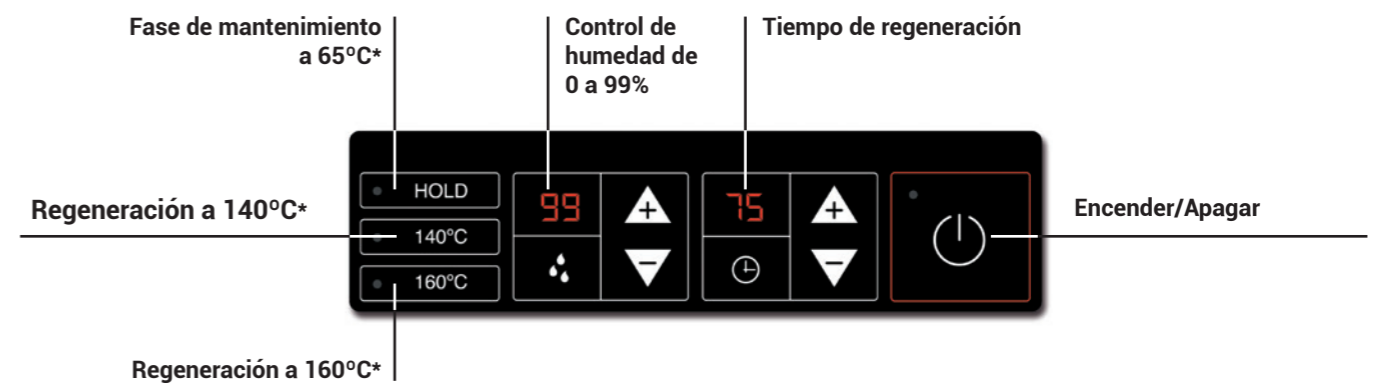 Fase de mantenimiento
a 65ºC*
Control de
humedad de
0 a 99%
Tiempo de regeneración
HOLD
99
75
Regeneración a 140ºC*
140ºC
Encender/Apagar
160ºC
Regeneración a 160ºC*